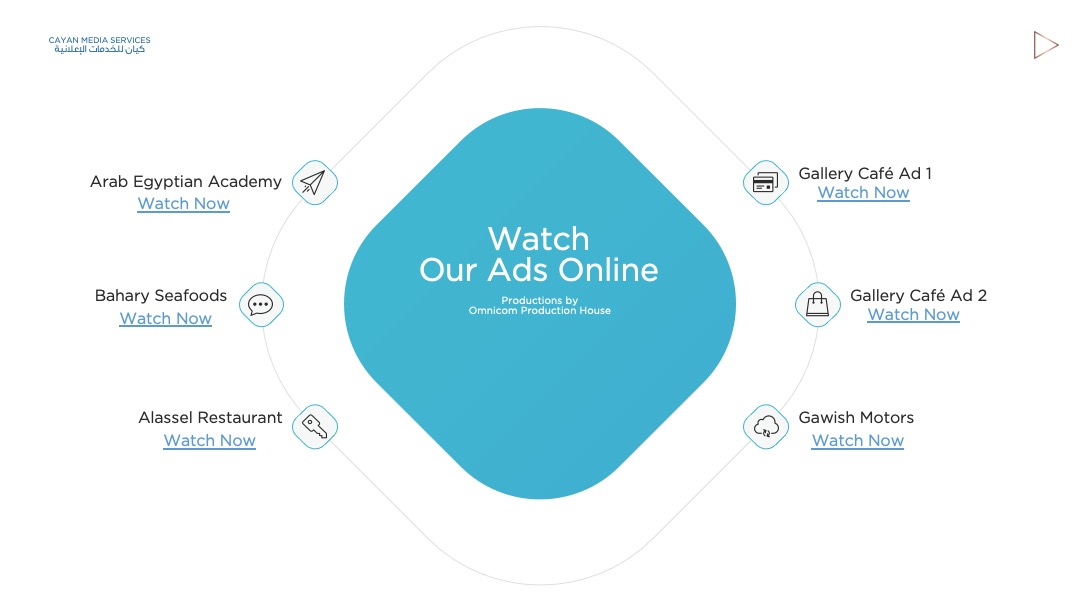 CAYAN MEDIA SERVICES
كيان للخدمات الإعلانية
Watch
Our Ads Online
Productions by
Omnicom Production House
Arab Egyptian Academy
Watch Now
Bahary Seafoods
Watch Now
Alassel Restaurant
Watch Now
Gallery Café Ad 1
Watch Now
Gallery Café Ad 2
Watch Now
Gawish Motors
Watch Now